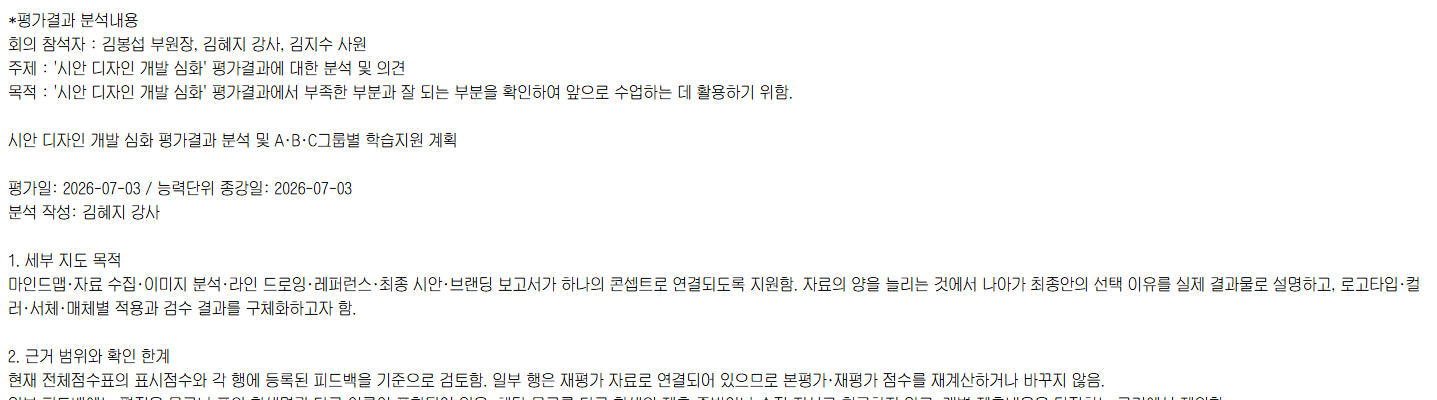 *평가결과 분석내용
회의 참석자 : 김봉섭 부원장, 김혜지 강사, 김지수 사원
주제 : '시안 디자인 개발 심화' 평가결과에 대한 분석 및 의견
목적 : '시안 디자인 개발 심화' 평가결과에서 부족한 부분과 잘 되는 부분을 확인하여 앞으로 수업하는 데 활용하기 위함.
시안 디자인 개발 심화 평가결과 분석 및 A·B·C그룹별 학습지원 계획
평가일: 2026-07-03 / 능력단위 종강일: 2026-07-03
분석 작성: 김혜지 강사
1. 세부 지도 목적
마인드맵·자료 수집·이미지 분석·라인 드로잉·레퍼런스·최종 시안·브랜딩 보고서가 하나의 콘셉트로 연결되도록 지원함. 자료의 양을 늘리는 것에서 나아가 최종안의 선택 이유를 실제 결과물로 설명하고, 로고타입·컬
러·서체·매체별 적용과 검수 결과를 구체화하고자 함.
2. 근거 범위와 확인 한계
현재 전체점수표의 표시점수와 각 행에 등록된 피드백을 기준으로 검토함. 일부 행은 재평가 자료로 연결되어 있으므로 본평가·재평가 점수를 재계산하거나 바꾸지 않음.